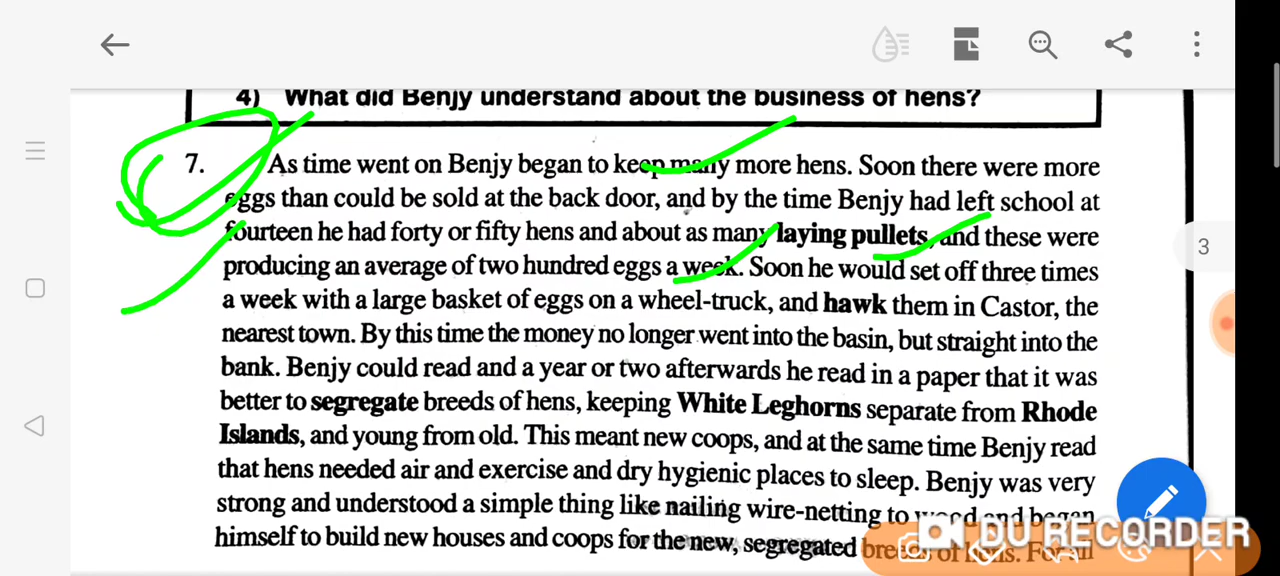 4) What did Benjy understand about the business of hens?
7. As time went on Benjy began to keep many more hens. Soon there were more
eggs than could be sold at the back door, and by the time Benjy had left school at
fourteen he had forty or fifty hens and about as many laying pullets, and these were
producing an average of two hundred eggs a week. Soon he would set off three times
a week with a large basket of eggs on a wheel-truck, and hawk them in Castor, the
nearest town. By this time the money no longer went into the basin, but straight into the
bank. Benjy could read and a year or two afterwards he read in a paper that it was
better to segregate breeds of hens, keeping White Leghorns separate from Rhode
Islands, and young from old. This meant new coops, and at the same time Benjy read
that hens needed air and exercise and dry hygienic places to sleep. Benjy was very
strong and understood a simple thing like nailing wire-netting to wood and began
himself to build new houses and coops for the new, segregated breeds of hens. For all
3
DU RECORDER